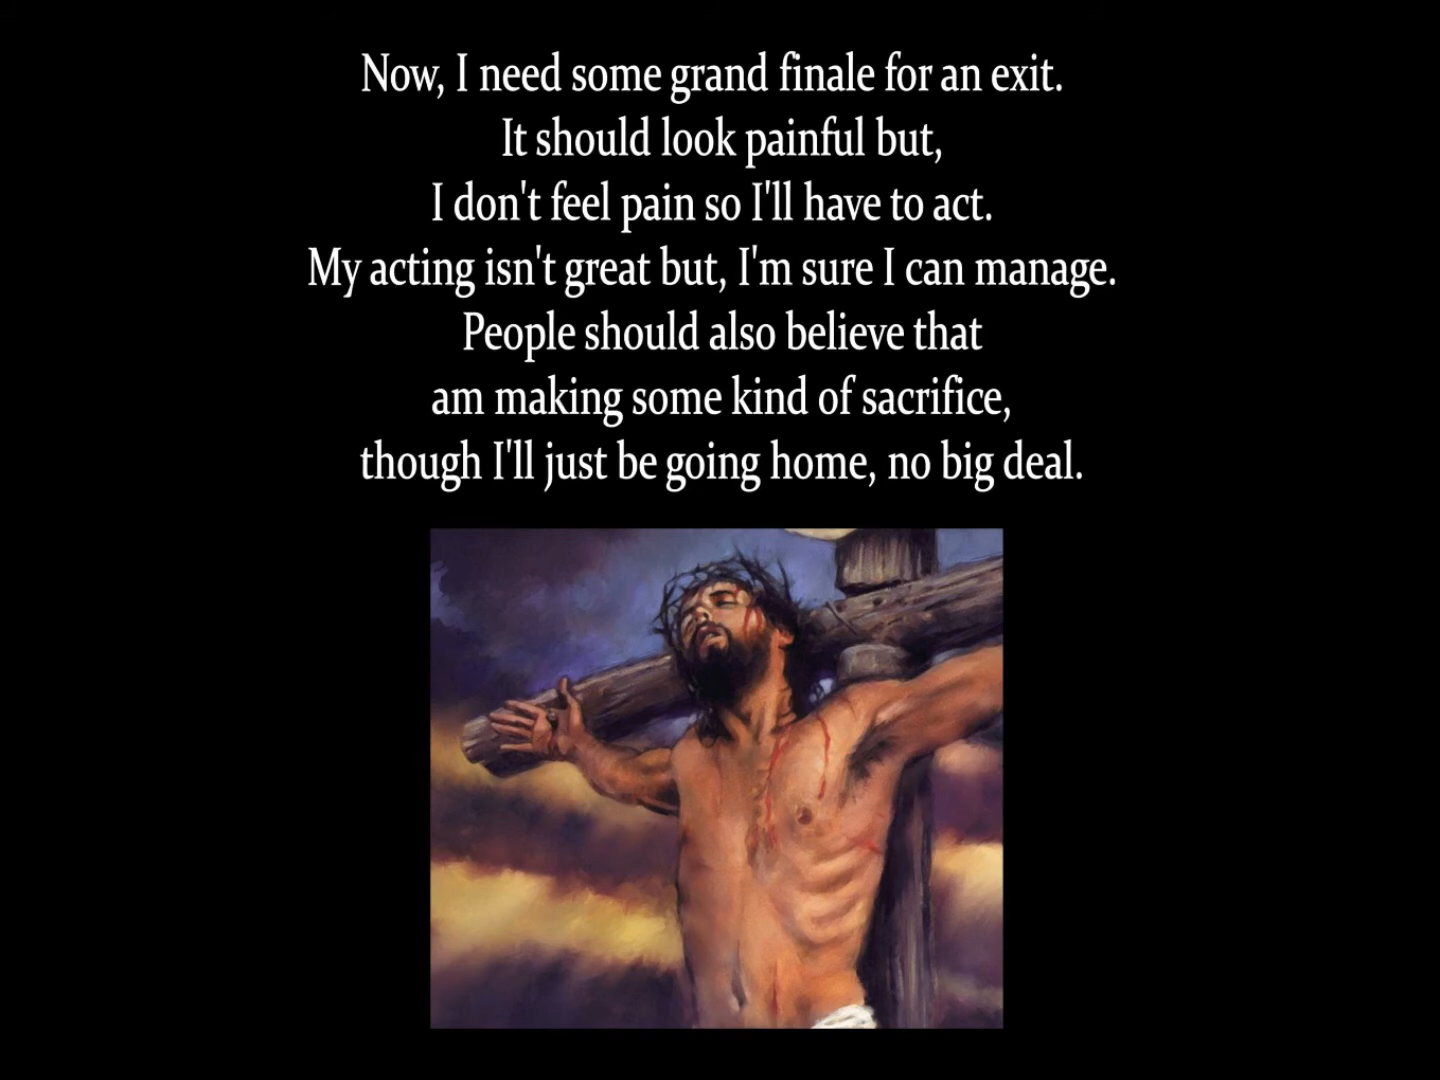 Now, I need some grand finale for an exit.
It should look painful but,
I don't feel pain so I'll have to act.
My acting isn't great but, I'm sure I can manage.
People should also believe that
am making some kind of sacrifice,
though I'll just be going home, no big deal.